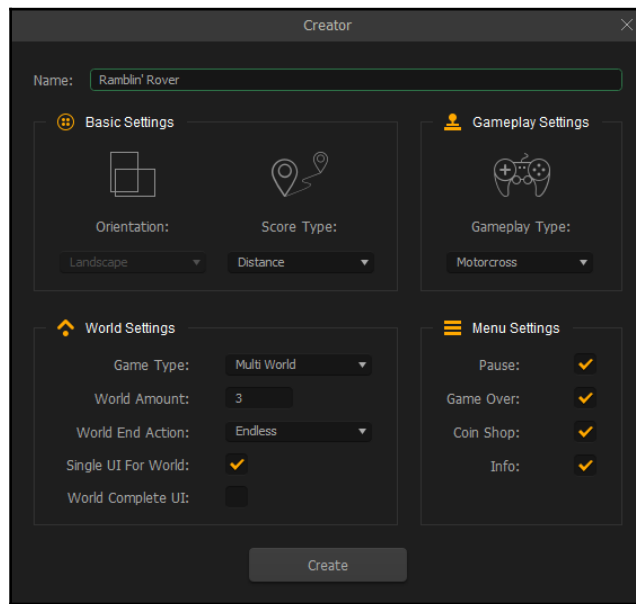 Creator
Name: Ramblin' Rover
Basic Settings
Orientation: Score Type:
Landscape Distance
Gameplay Settings
Gameplay Type:
Motorcross
World Settings
Game Type: Multi World
World Amount: 3
World End Action: Endless
Single UI For World:
World Complete UI:
Menu Settings
Pause:
Game Over:
Coin Shop:
Info:
Create